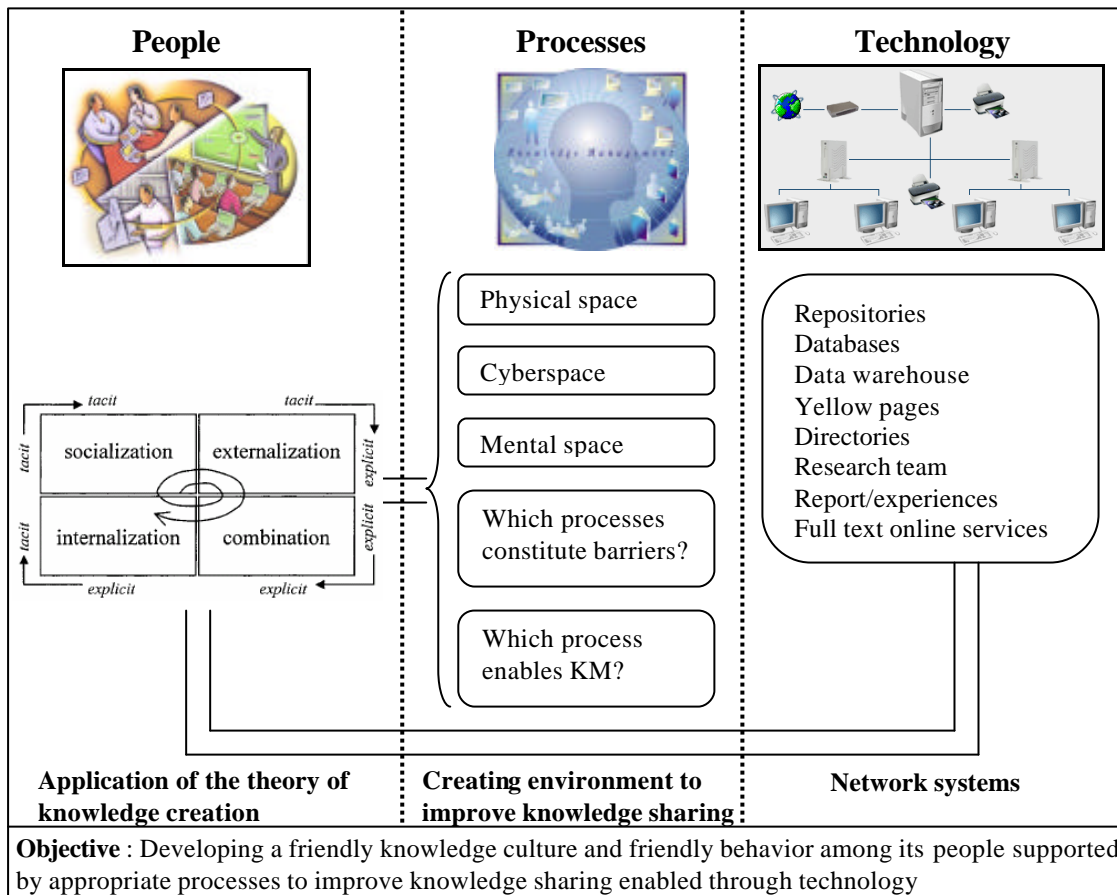 People
Processes
Technology
Knowledge Management
tacit
tacit
tacit
explicit
socialization
externalization
internalization
combination
tacit
explicit
explicit
explicit
Physical space
Cyberspace
Mental space
Which processes
constitute barriers?
Which process
enables KM?
Repositories
Databases
Data warehouse
Yellow pages
Directories
Research team
Report/experiences
Full text online services
Application of the theory of
knowledge creation
Creating environment to
improve knowledge sharing
Network systems
Objective : Developing a friendly knowledge culture and friendly behavior among its people supported
by appropriate processes to improve knowledge sharing enabled through technology